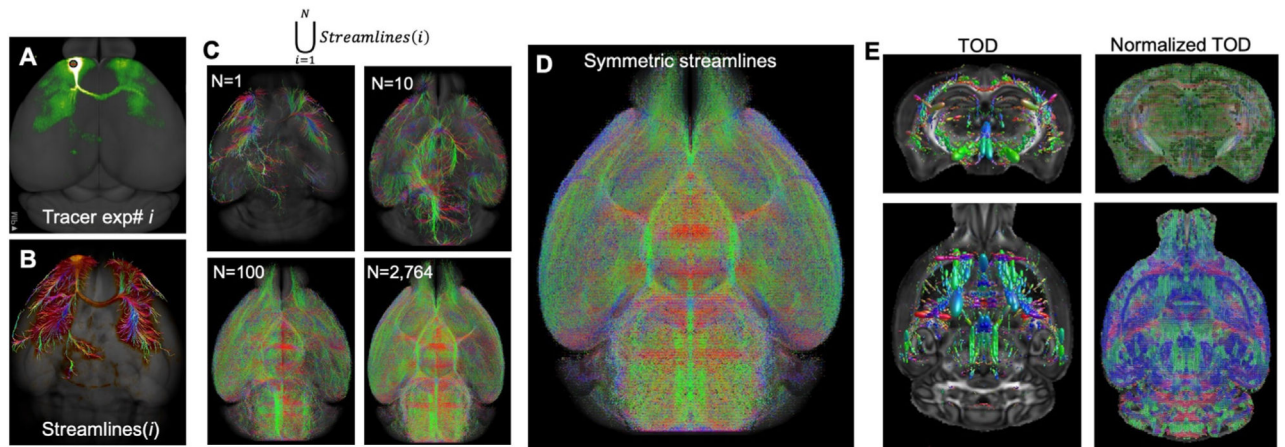 A
Tracer exp# i
B
Streamlines(i)
C
N
⋃ Streamlines(i)
i=1
N=1
N=10
N=100
N=2,764
D
Symmetric streamlines
E
TOD
Normalized TOD